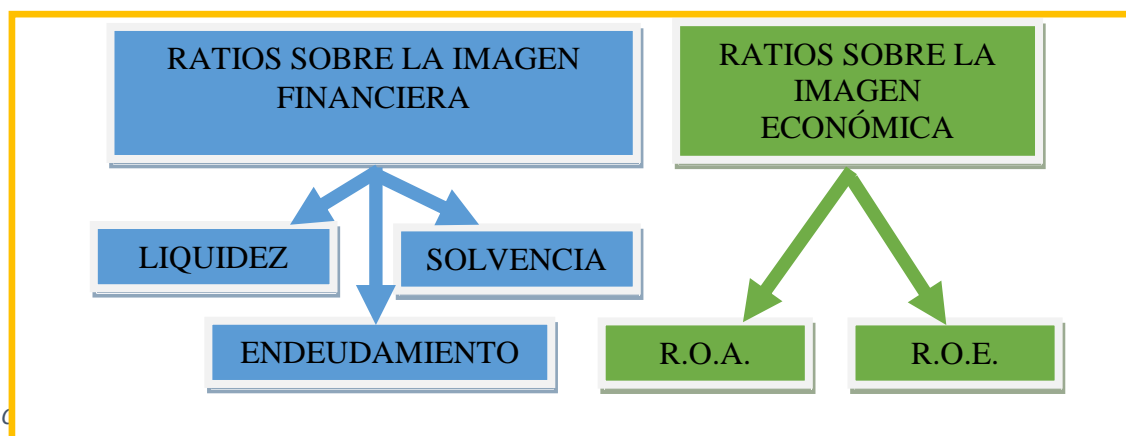 RATIOS SOBRE LA IMAGEN
FINANCIERA
RATIOS SOBRE LA
IMAGEN
ECONÓMICA
LIQUIDEZ
SOLVENCIA
ENDEUDAMIENTO
R.O.A.
R.O.E.